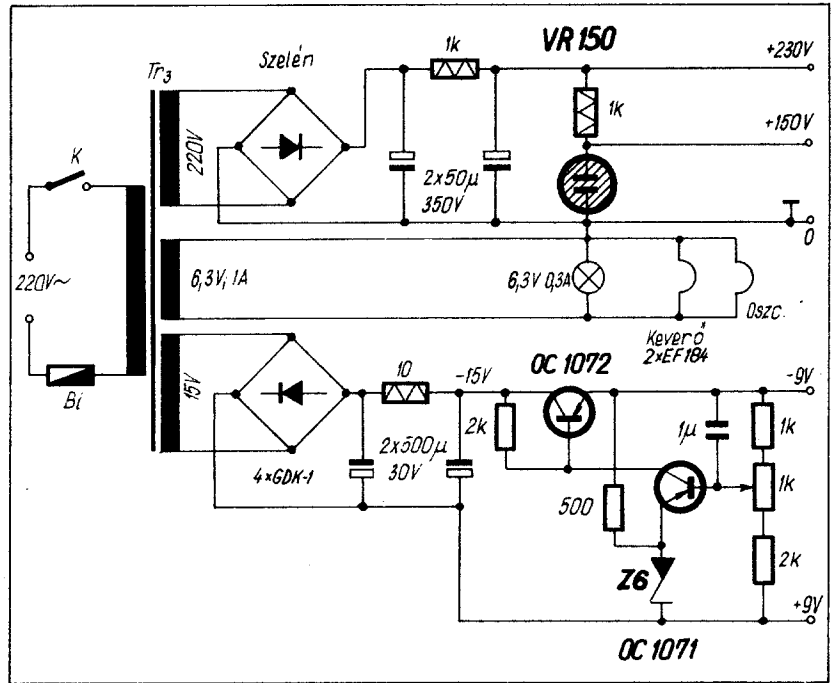 VR 150
1k
+230V
Szelén
Tr3
1k
+150V
220V
K
2x50µ
350V
0
220V~
6,3V, 1A
6,3V 0,3A
Keverő
2xEF184
Oszc.
Bi
15V
10
-15V
OC 1072
-9V
2k
1µ
1k
2x500µ
30V
4xGDK-1
500
1k
Z6
2k
+9V
OC 1071